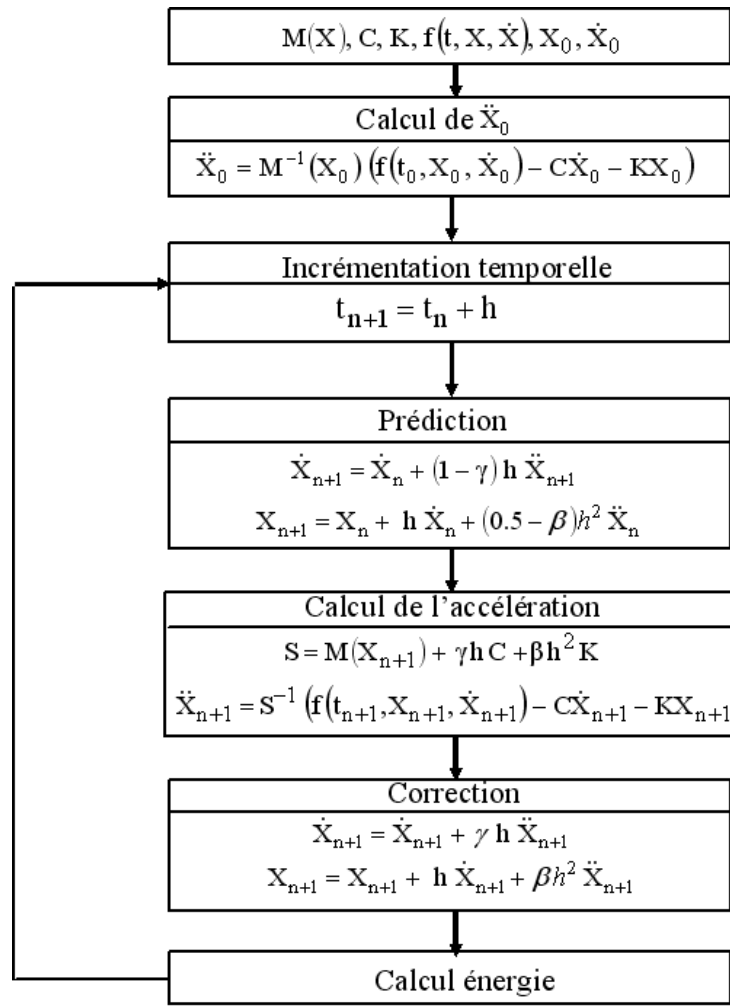 M(X), C, K, f(t, X, Ẋ), X₀, Ẋ₀
Calcul de Ẍ₀
Ẍ₀ = M⁻¹(X₀) (f(t₀, X₀, Ẋ₀) − CẊ₀ − KX₀)
Incrémentation temporelle
tₙ₊₁ = tₙ + h
Prédiction
Ẋₙ₊₁ = Ẋₙ + (1 − γ) h Ẍₙ₊₁
Xₙ₊₁ = Xₙ + h Ẋₙ + (0.5 − β)h² Ẍₙ
Calcul de l’accélération
S = M(Xₙ₊₁) + γh C + βh² K
Ẍₙ₊₁ = S⁻¹ (f(tₙ₊₁, Xₙ₊₁, Ẋₙ₊₁) − CẊₙ₊₁ − KXₙ₊₁
Correction
Ẋₙ₊₁ = Ẋₙ₊₁ + γ h Ẍₙ₊₁
Xₙ₊₁ = Xₙ₊₁ + h Ẋₙ₊₁ + βh² Ẍₙ₊₁
Calcul énergie